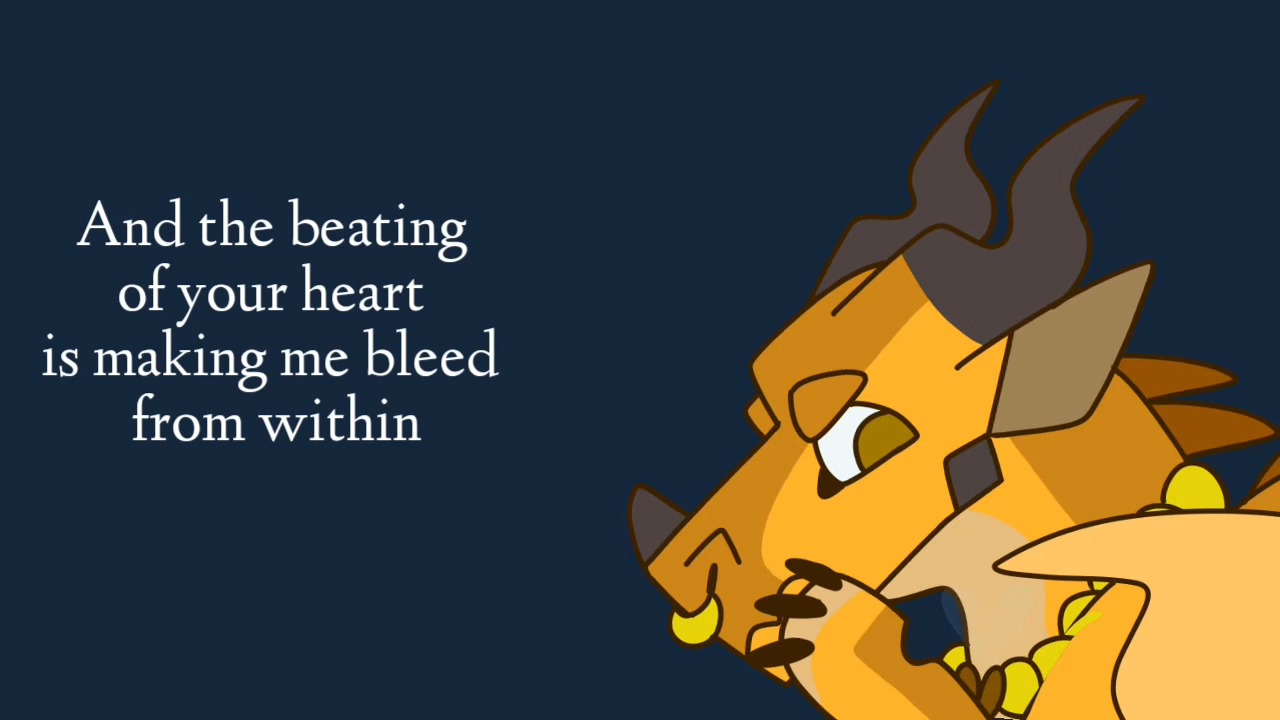 And the beating
of your heart
is making me bleed
from within